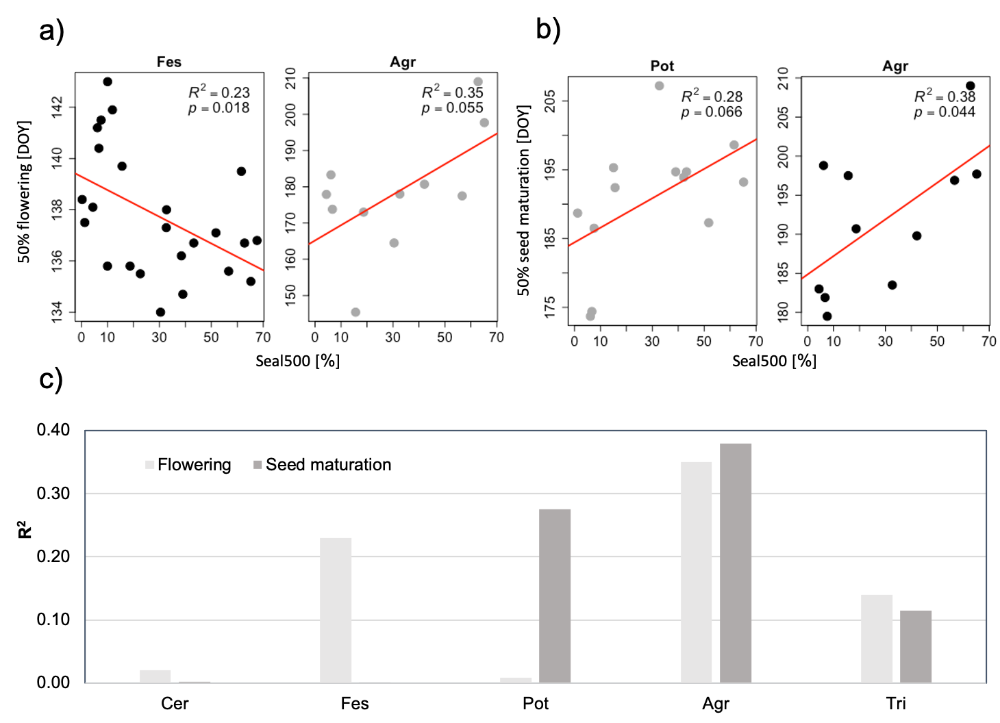 a)
Fes
R² = 0.23
p = 0.018
50% flowering [DOY]
134
136
138
140
142
0
10
30
50
70
Agr
R² = 0.35
p = 0.055
150
160
170
180
190
200
210
0
10
30
50
70
Seal500 [%]
b)
Pot
R² = 0.28
p = 0.066
50% seed maturation [DOY]
175
185
195
205
0
10
30
50
70
Agr
R² = 0.38
p = 0.044
180
185
190
195
200
205
210
0
10
30
50
70
Seal500 [%]
c)
0.40
0.30
0.20
0.10
0.00
R²
Flowering
Seed maturation
Cer
Fes
Pot
Agr
Tri